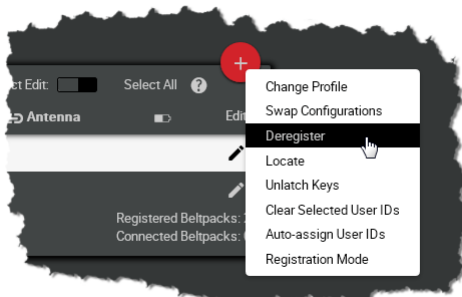 ct Edit:
Select All ?
+
Antenna
Edit
Change Profile
Swap Configurations
Deregister
Locate
Unlatch Keys
Clear Selected User IDs
Auto-assign User IDs
Registration Mode
Registered Beltpacks:
Connected Beltpacks: